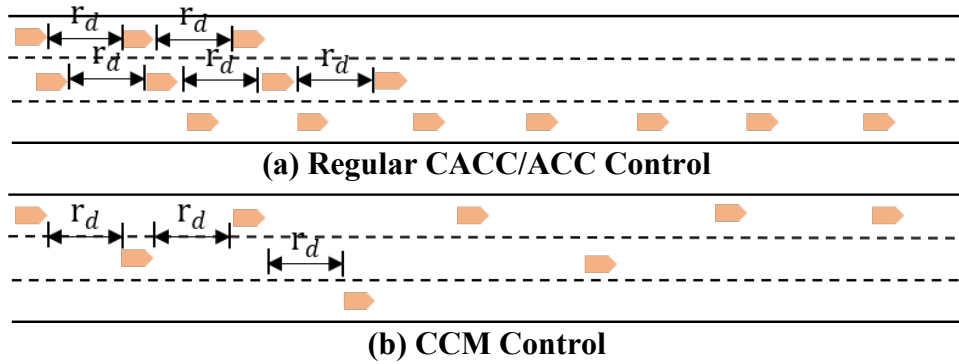 r_d r_d
r_d r_d r_d
(a) Regular CACC/ACC Control
r_d r_d
r_d
(b) CCM Control